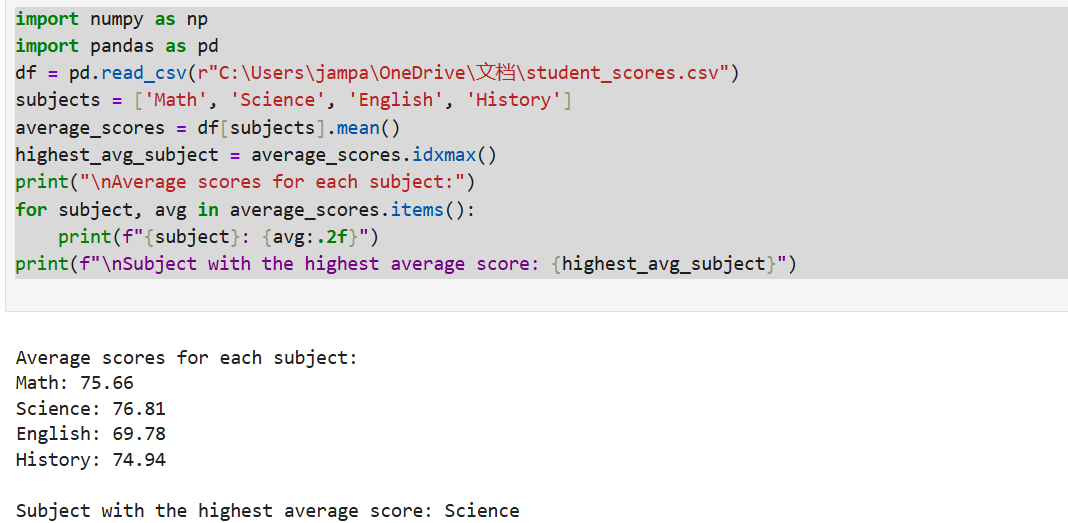 import numpy as np
import pandas as pd
df = pd.read_csv(r"C:\Users\jampa\OneDrive\文档\student_scores.csv")
subjects = ['Math', 'Science', 'English', 'History']
average_scores = df[subjects].mean()
highest_avg_subject = average_scores.idxmax()
print("\nAverage scores for each subject:")
for subject, avg in average_scores.items():
    print(f"{subject}: {avg:.2f}")
print(f"\nSubject with the highest average score: {highest_avg_subject}")
Average scores for each subject:
Math: 75.66
Science: 76.81
English: 69.78
History: 74.94
Subject with the highest average score: Science